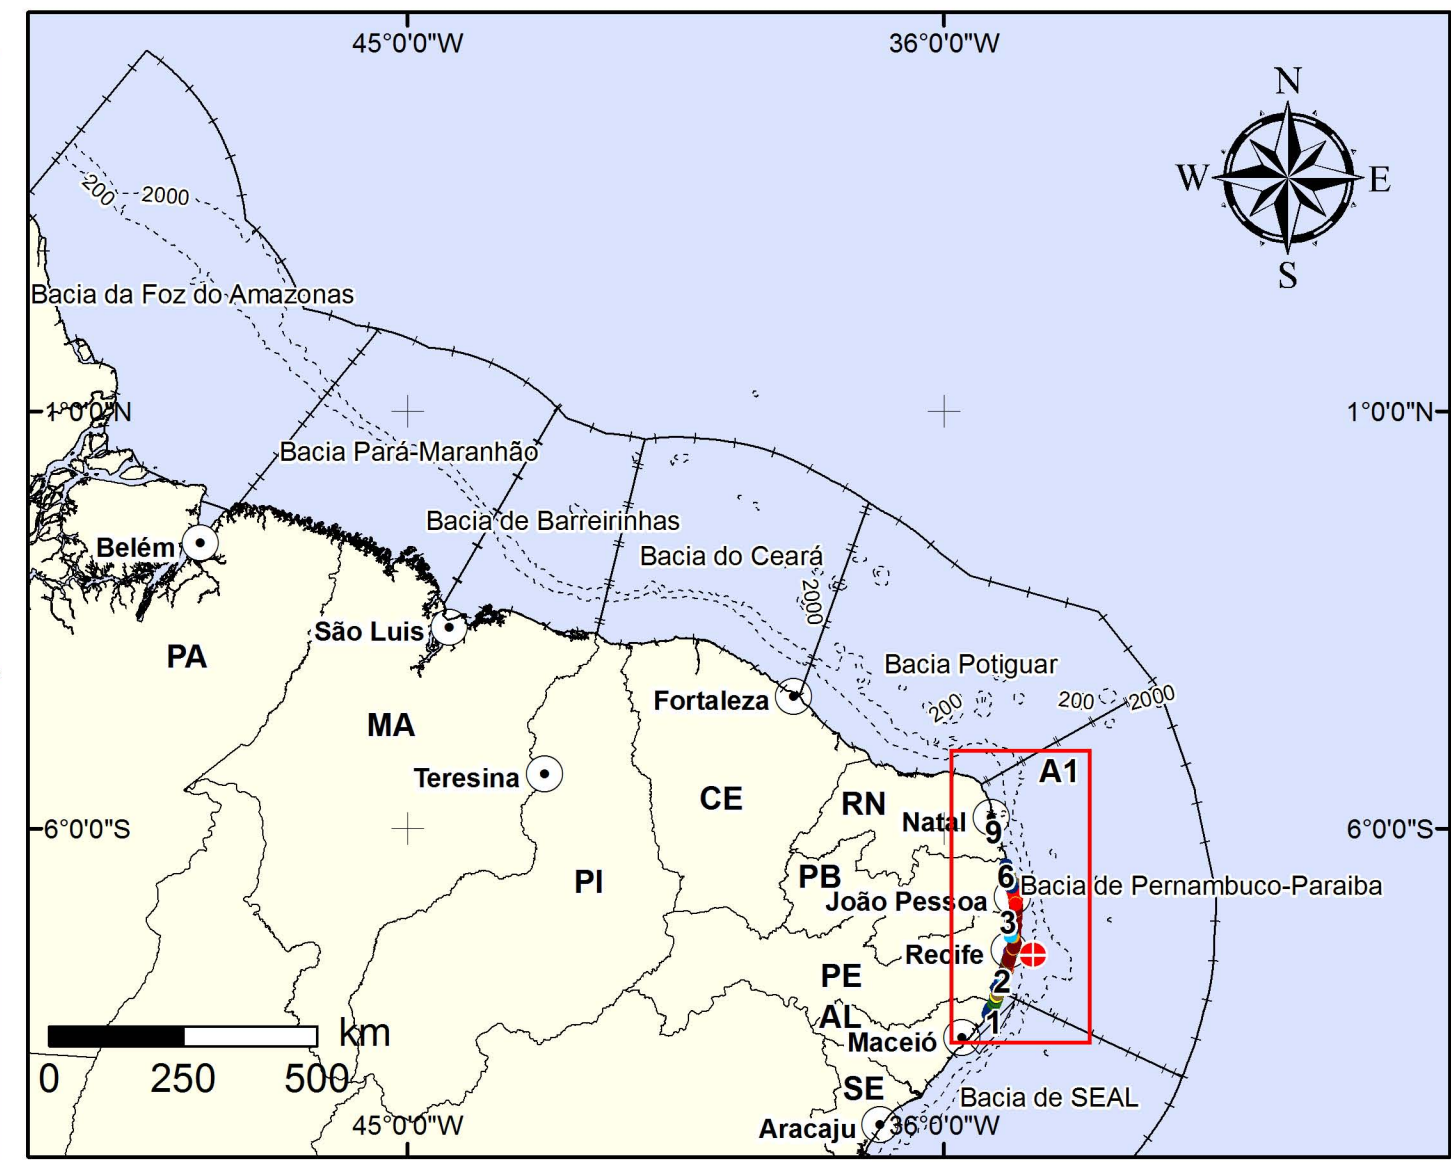 45°0'0"W
36°0'0"W
N
W
E
S
200
2000
Bacia da Foz do Amazonas
1°0'0"N
1°0'0"N
Bacia Pará-Maranhão
Bacia de Barreirinhas
Belém
Bacia do Ceará
2000
São Luis
PA
Bacia Potiguar
Fortaleza
200
200
2000
MA
Teresina
A1
CE
RN
Natal
9
6°0'0"S
6°0'0"S
PI
PB
6
Bacia de Pernambuco-Paraiba
João Pessoa
3
Recife
PE
2
AL
1
km
Maceió
0
250
500
SE
Bacia de SEAL
45°0'0"W
Aracaju
36°0'0"W